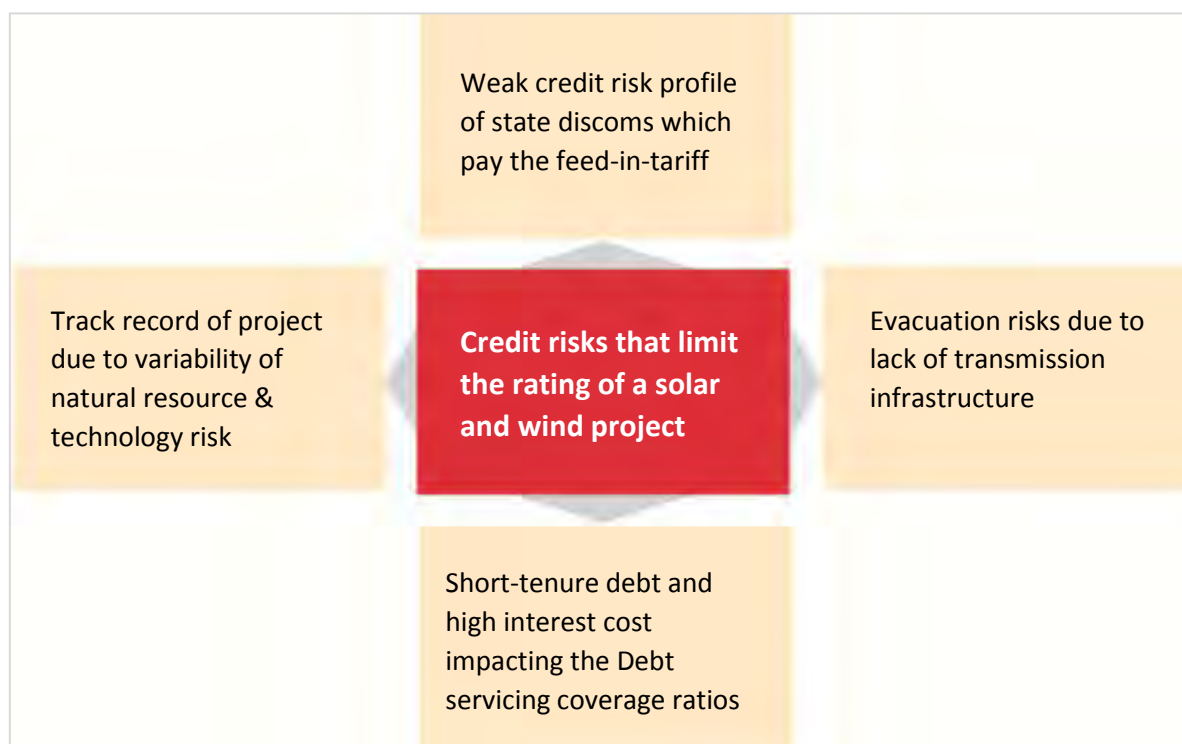 Weak credit risk profile
of state discoms which
pay the feed-in-tariff
Track record of project
due to variability of
natural resource &
technology risk
Credit risks that limit
the rating of a solar
and wind project
Evacuation risks due to
lack of transmission
infrastructure
Short-tenure debt and
high interest cost
impacting the Debt
servicing coverage ratios